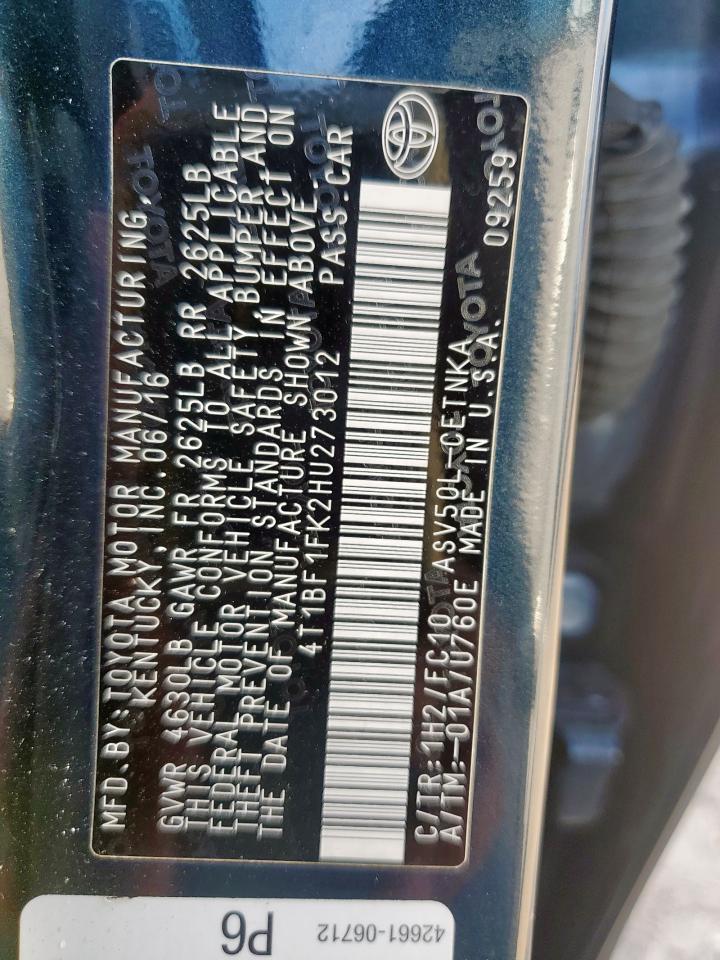 MFD.BY:TOYOTA MOTOR MANUFACTURING,
KENTUCKY, INC.06/16
GVWR 4630LB GAWR FR 2625LB RR 2625LB
THIS VEHICLE CONFORMS TO ALL APPLICABLE
FEDERAL MOTOR VEHICLE SAFETY BUMPER,AND
THEFT PREVENTION STANDARDS IN EFFECT ON
THE DATE OF MANUFACTURE SHOWN ABOVE.
4T1BF1FK2HU273012 PASS.CAR
C/TR:1H2/FC10 ASV50L-CETNKA
A/TM:-01A/U760E MADE IN U.S.A. 09259
TOYOTA
TOYOTA
P6
42661-06712